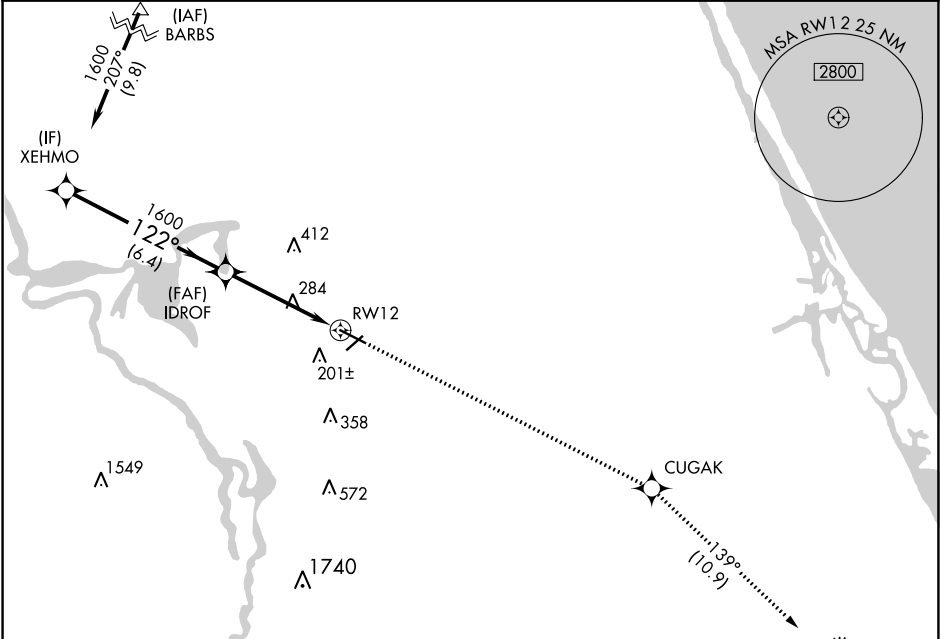 (IAF)
BARBS
1600
207°
(9.8)
MSA RW12 25 NM
2800
(IF)
XEHMO
1600
122°
(6.4)
412
(FAF)
IDROF
284
RW12
201±
358
1549
572
CUGAK
1740
139°
(10.9)